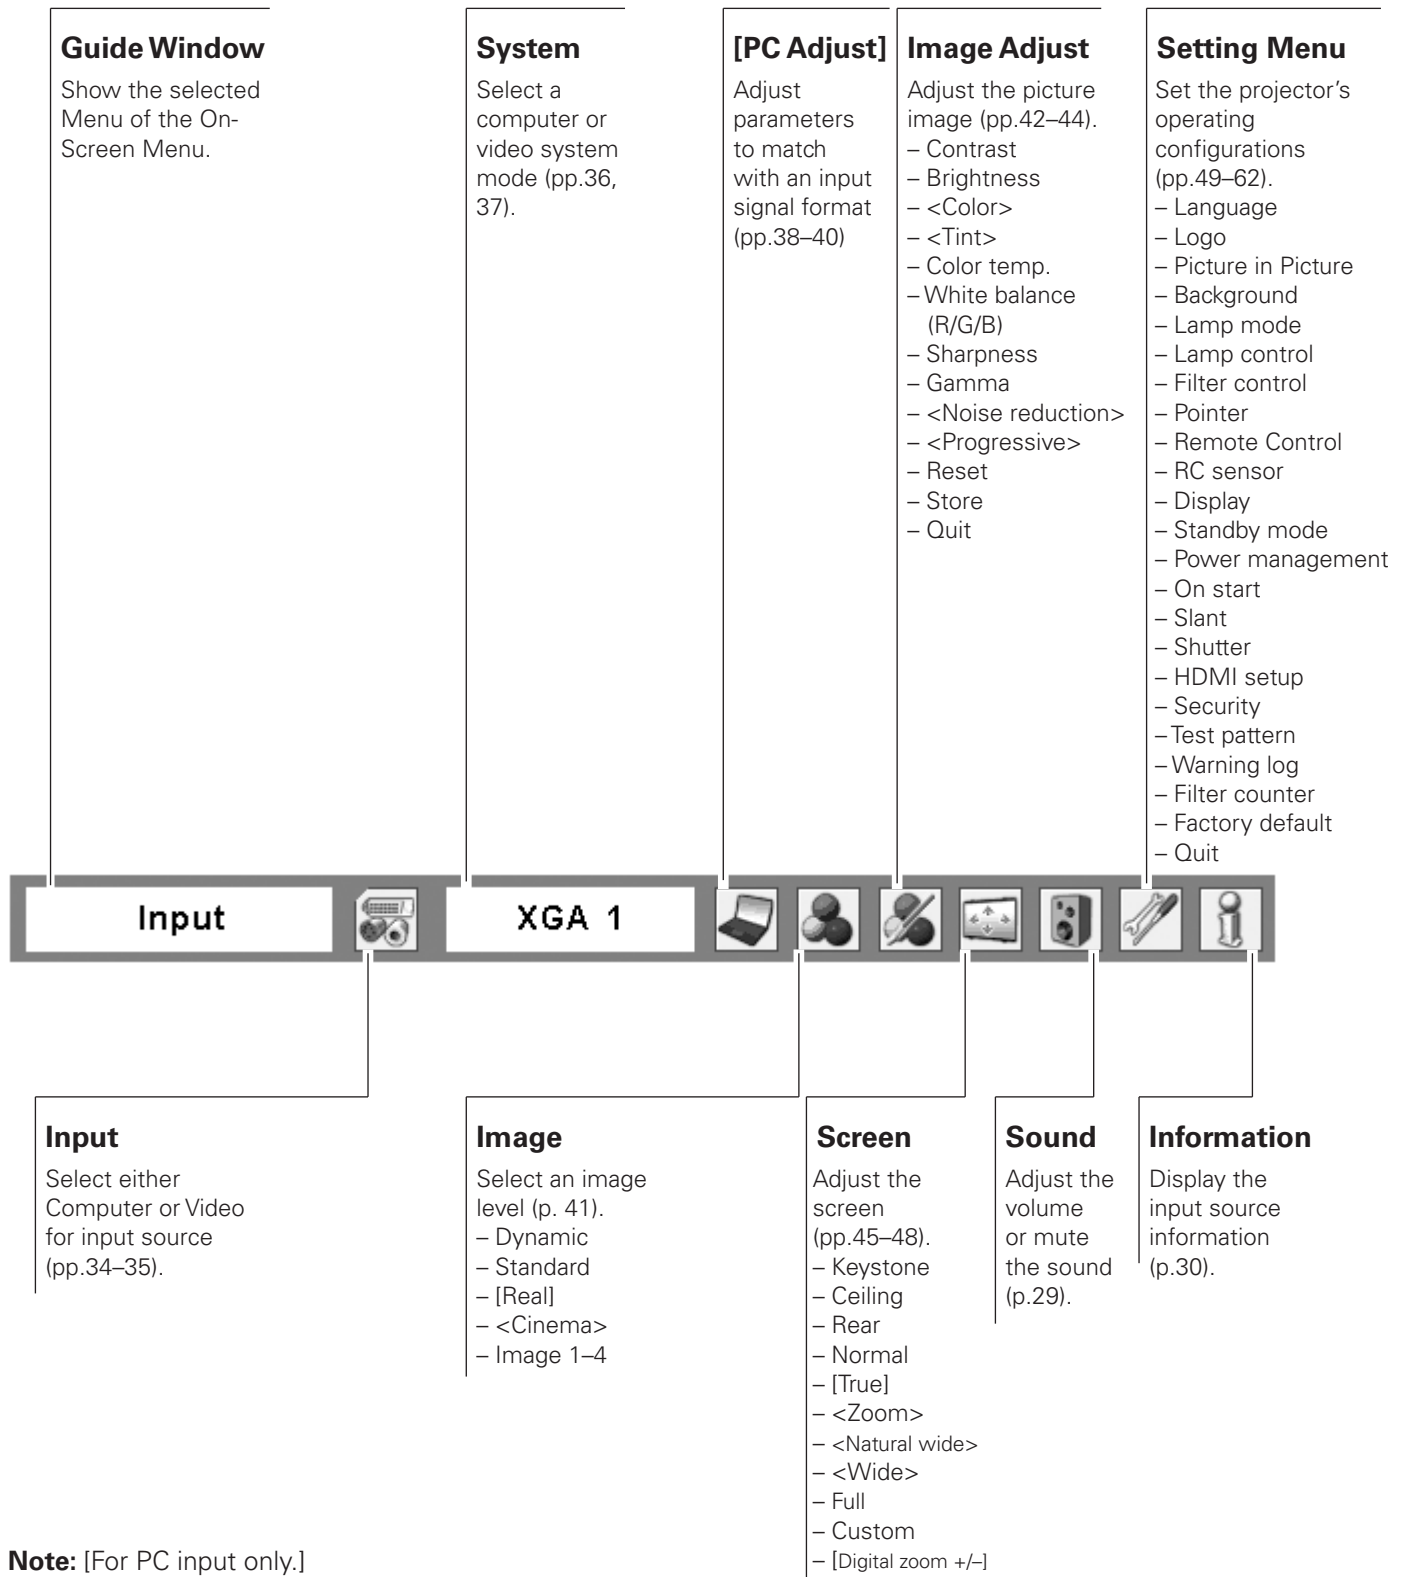 Guide Window
Show the selected
Menu of the On-
Screen Menu.
System
Select a
computer or
video system
mode (pp.36,
37).
[PC Adjust]
Adjust
parameters
to match
with an input
signal format
(pp.38–40)
Image Adjust
Adjust the picture
image (pp.42–44).
– Contrast
– Brightness
– <Color>
– <Tint>
– Color temp.
– White balance
(R/G/B)
– Sharpness
– Gamma
– <Noise reduction>
– <Progressive>
– Reset
– Store
– Quit
Setting Menu
Set the projector’s
operating
configurations
(pp.49–62).
– Language
– Logo
– Picture in Picture
– Background
– Lamp mode
– Lamp control
– Filter control
– Pointer
– Remote Control
– RC sensor
– Display
– Standby mode
– Power management
– On start
– Slant
– Shutter
– HDMI setup
– Security
– Test pattern
– Warning log
– Filter counter
– Factory default
– Quit
Input
XGA 1
Input
Select either
Computer or Video
for input source
(pp.34–35).
Image
Select an image
level (p. 41).
– Dynamic
– Standard
– [Real]
– <Cinema>
– Image 1–4
Screen
Adjust the
screen
(pp.45–48).
– Keystone
– Ceiling
– Rear
– Normal
– [True]
– <Zoom>
– <Natural wide>
– <Wide>
– Full
– Custom
– [Digital zoom +/–]
Sound
Adjust the
volume
or mute
the sound
(p.29).
Information
Display the
input source
information
(p.30).
Note: [For PC input only.]